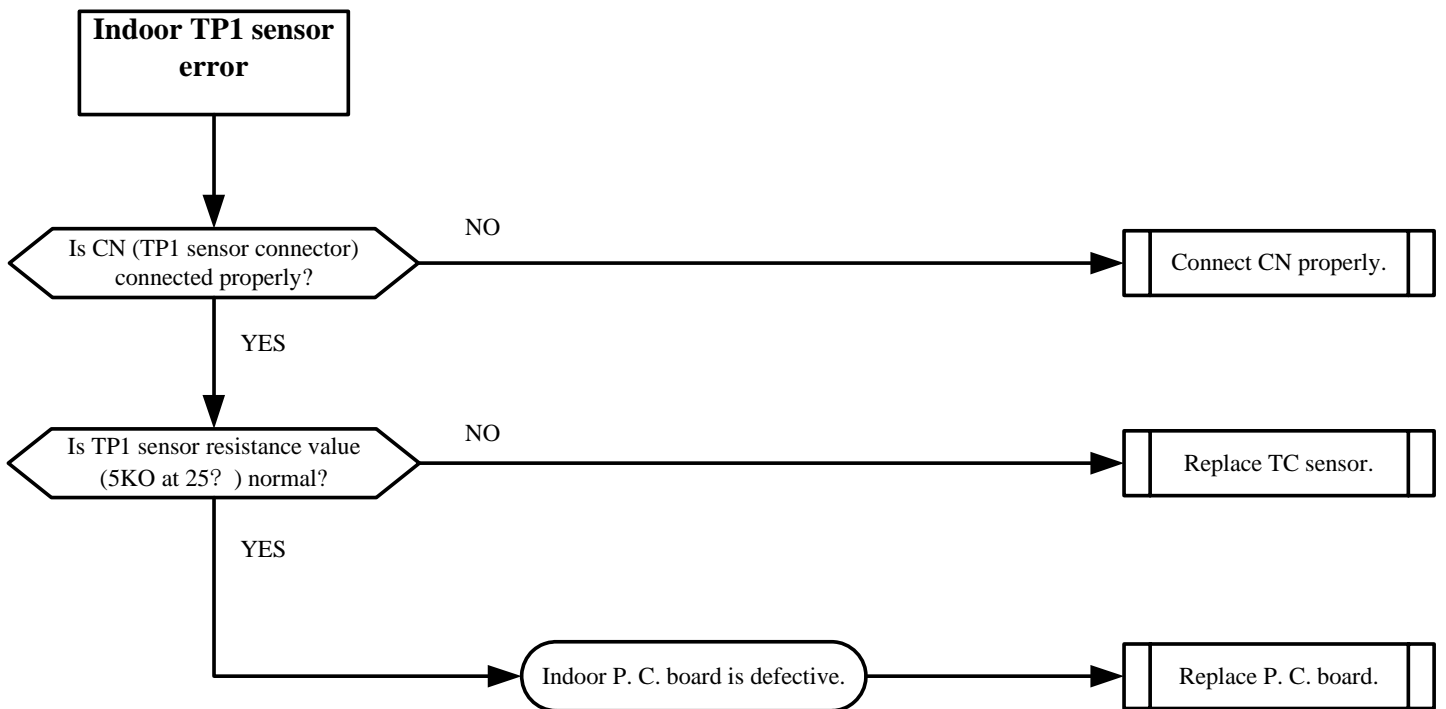 Indoor TP1 sensor
error
NO
Is CN (TP1 sensor connector)
connected properly?
Connect CN properly.
YES
NO
Is TP1 sensor resistance value
(5KO at 25? ) normal?
Replace TC sensor.
YES
Indoor P. C. board is defective.
Replace P. C. board.